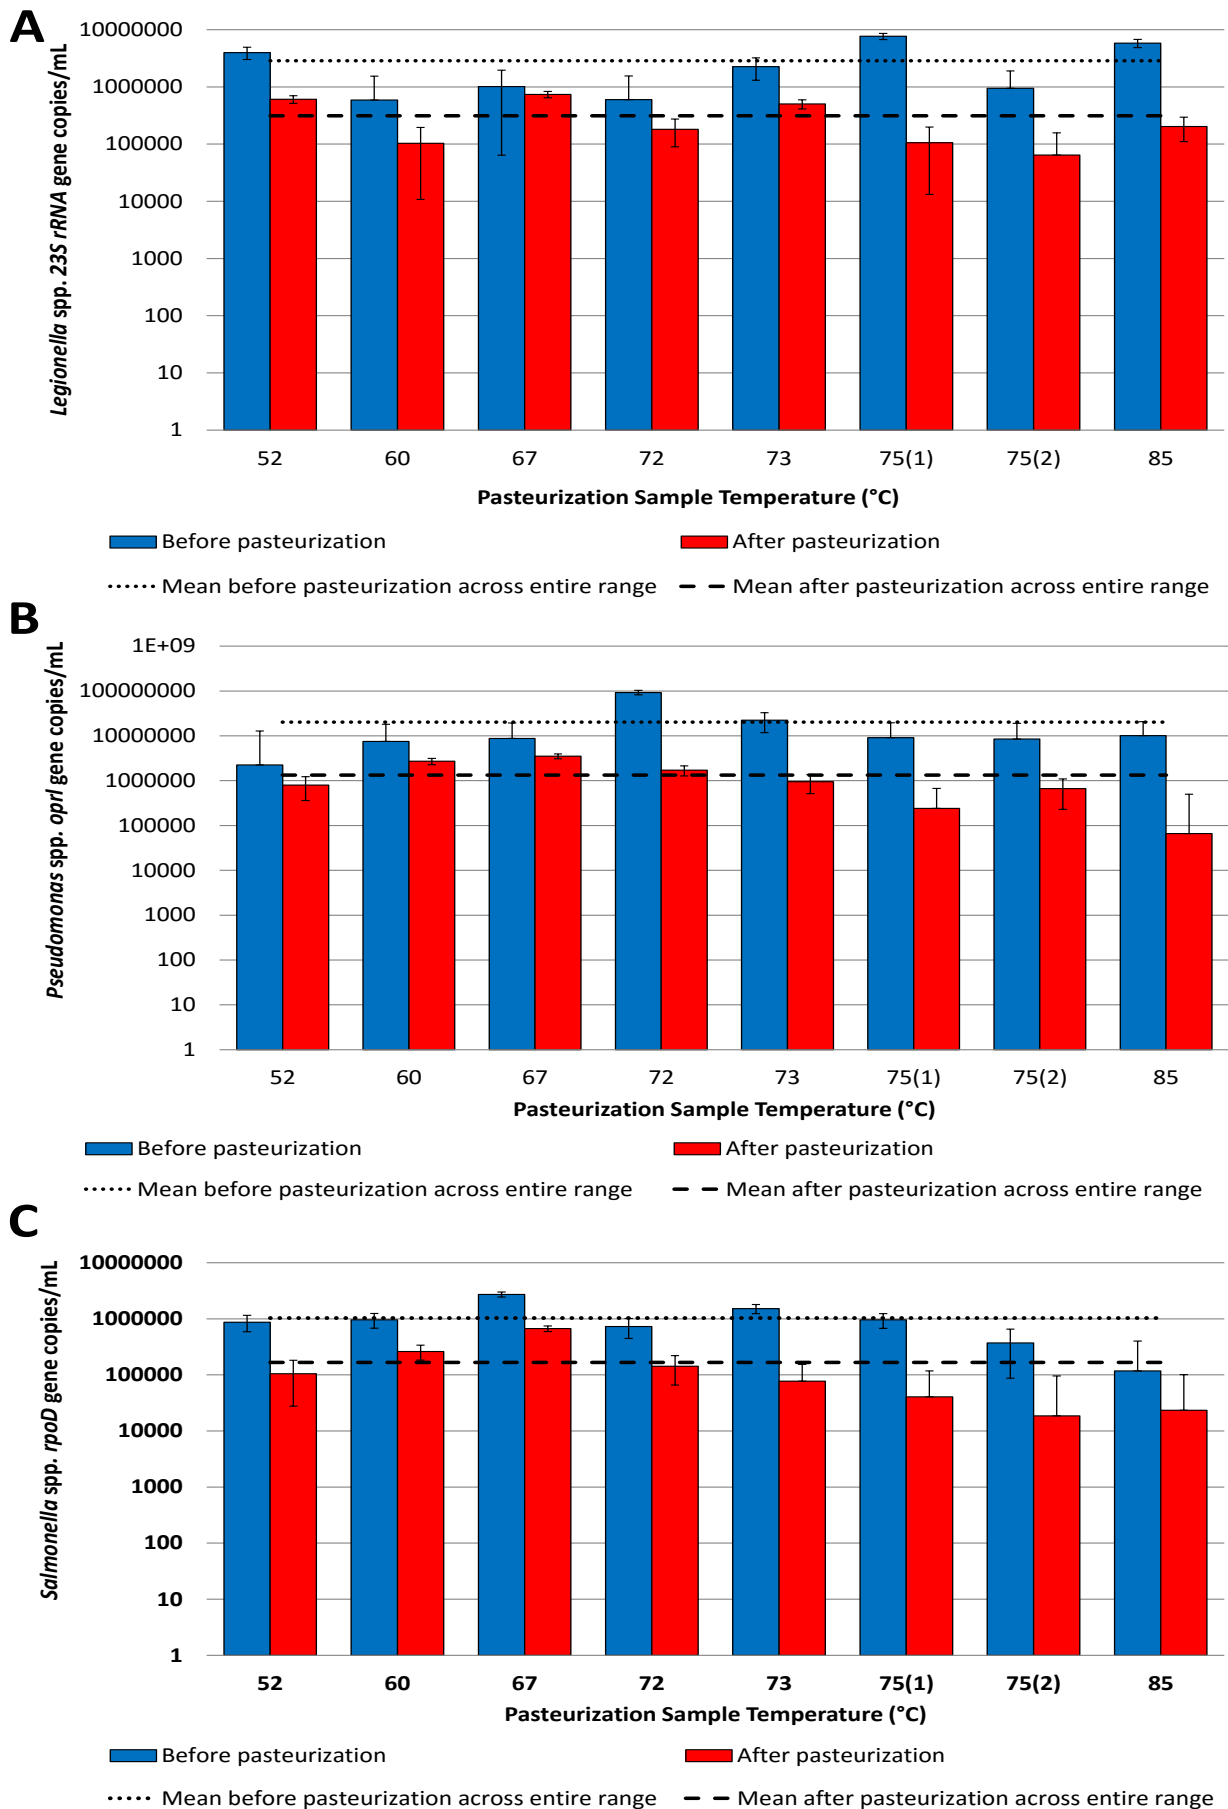 A
Legionella spp. 23S rRNA gene copies/mL
10000000
1000000
100000
10000
1000
100
10
1
52 60 67 72 73 75(1) 75(2) 85
Pasteurization Sample Temperature (°C)
Before pasteurization After pasteurization
Mean before pasteurization across entire range Mean after pasteurization across entire range
B
Pseudomonas spp. oprI gene copies/mL
1E+09
100000000
10000000
1000000
100000
10000
1000
100
10
1
52 60 67 72 73 75(1) 75(2) 85
Pasteurization Sample Temperature (°C)
Before pasteurization After pasteurization
Mean before pasteurization across entire range Mean after pasteurization across entire range
C
Salmonella spp. rpoD gene copies/mL
10000000
1000000
100000
10000
1000
100
10
1
52 60 67 72 73 75(1) 75(2) 85
Pasteurization Sample Temperature (°C)
Before pasteurization After pasteurization
Mean before pasteurization across entire range Mean after pasteurization across entire range